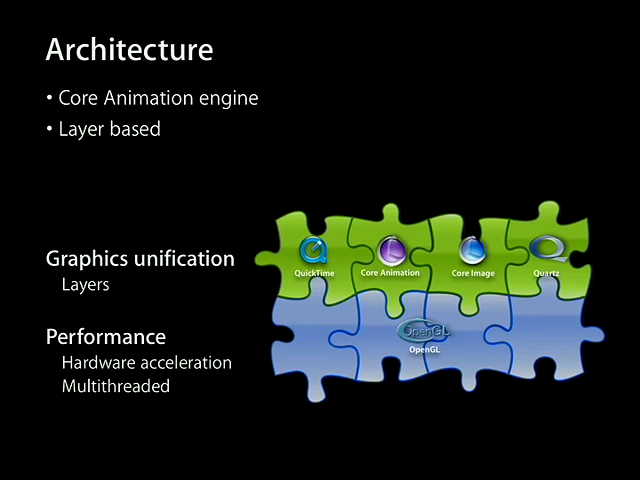 Architecture
• Core Animation engine
• Layer based
Graphics unification
Layers
Performance
Hardware acceleration
Multithreaded
QuickTime
Core Animation
Core Image
Quartz
OpenGL
OpenGL